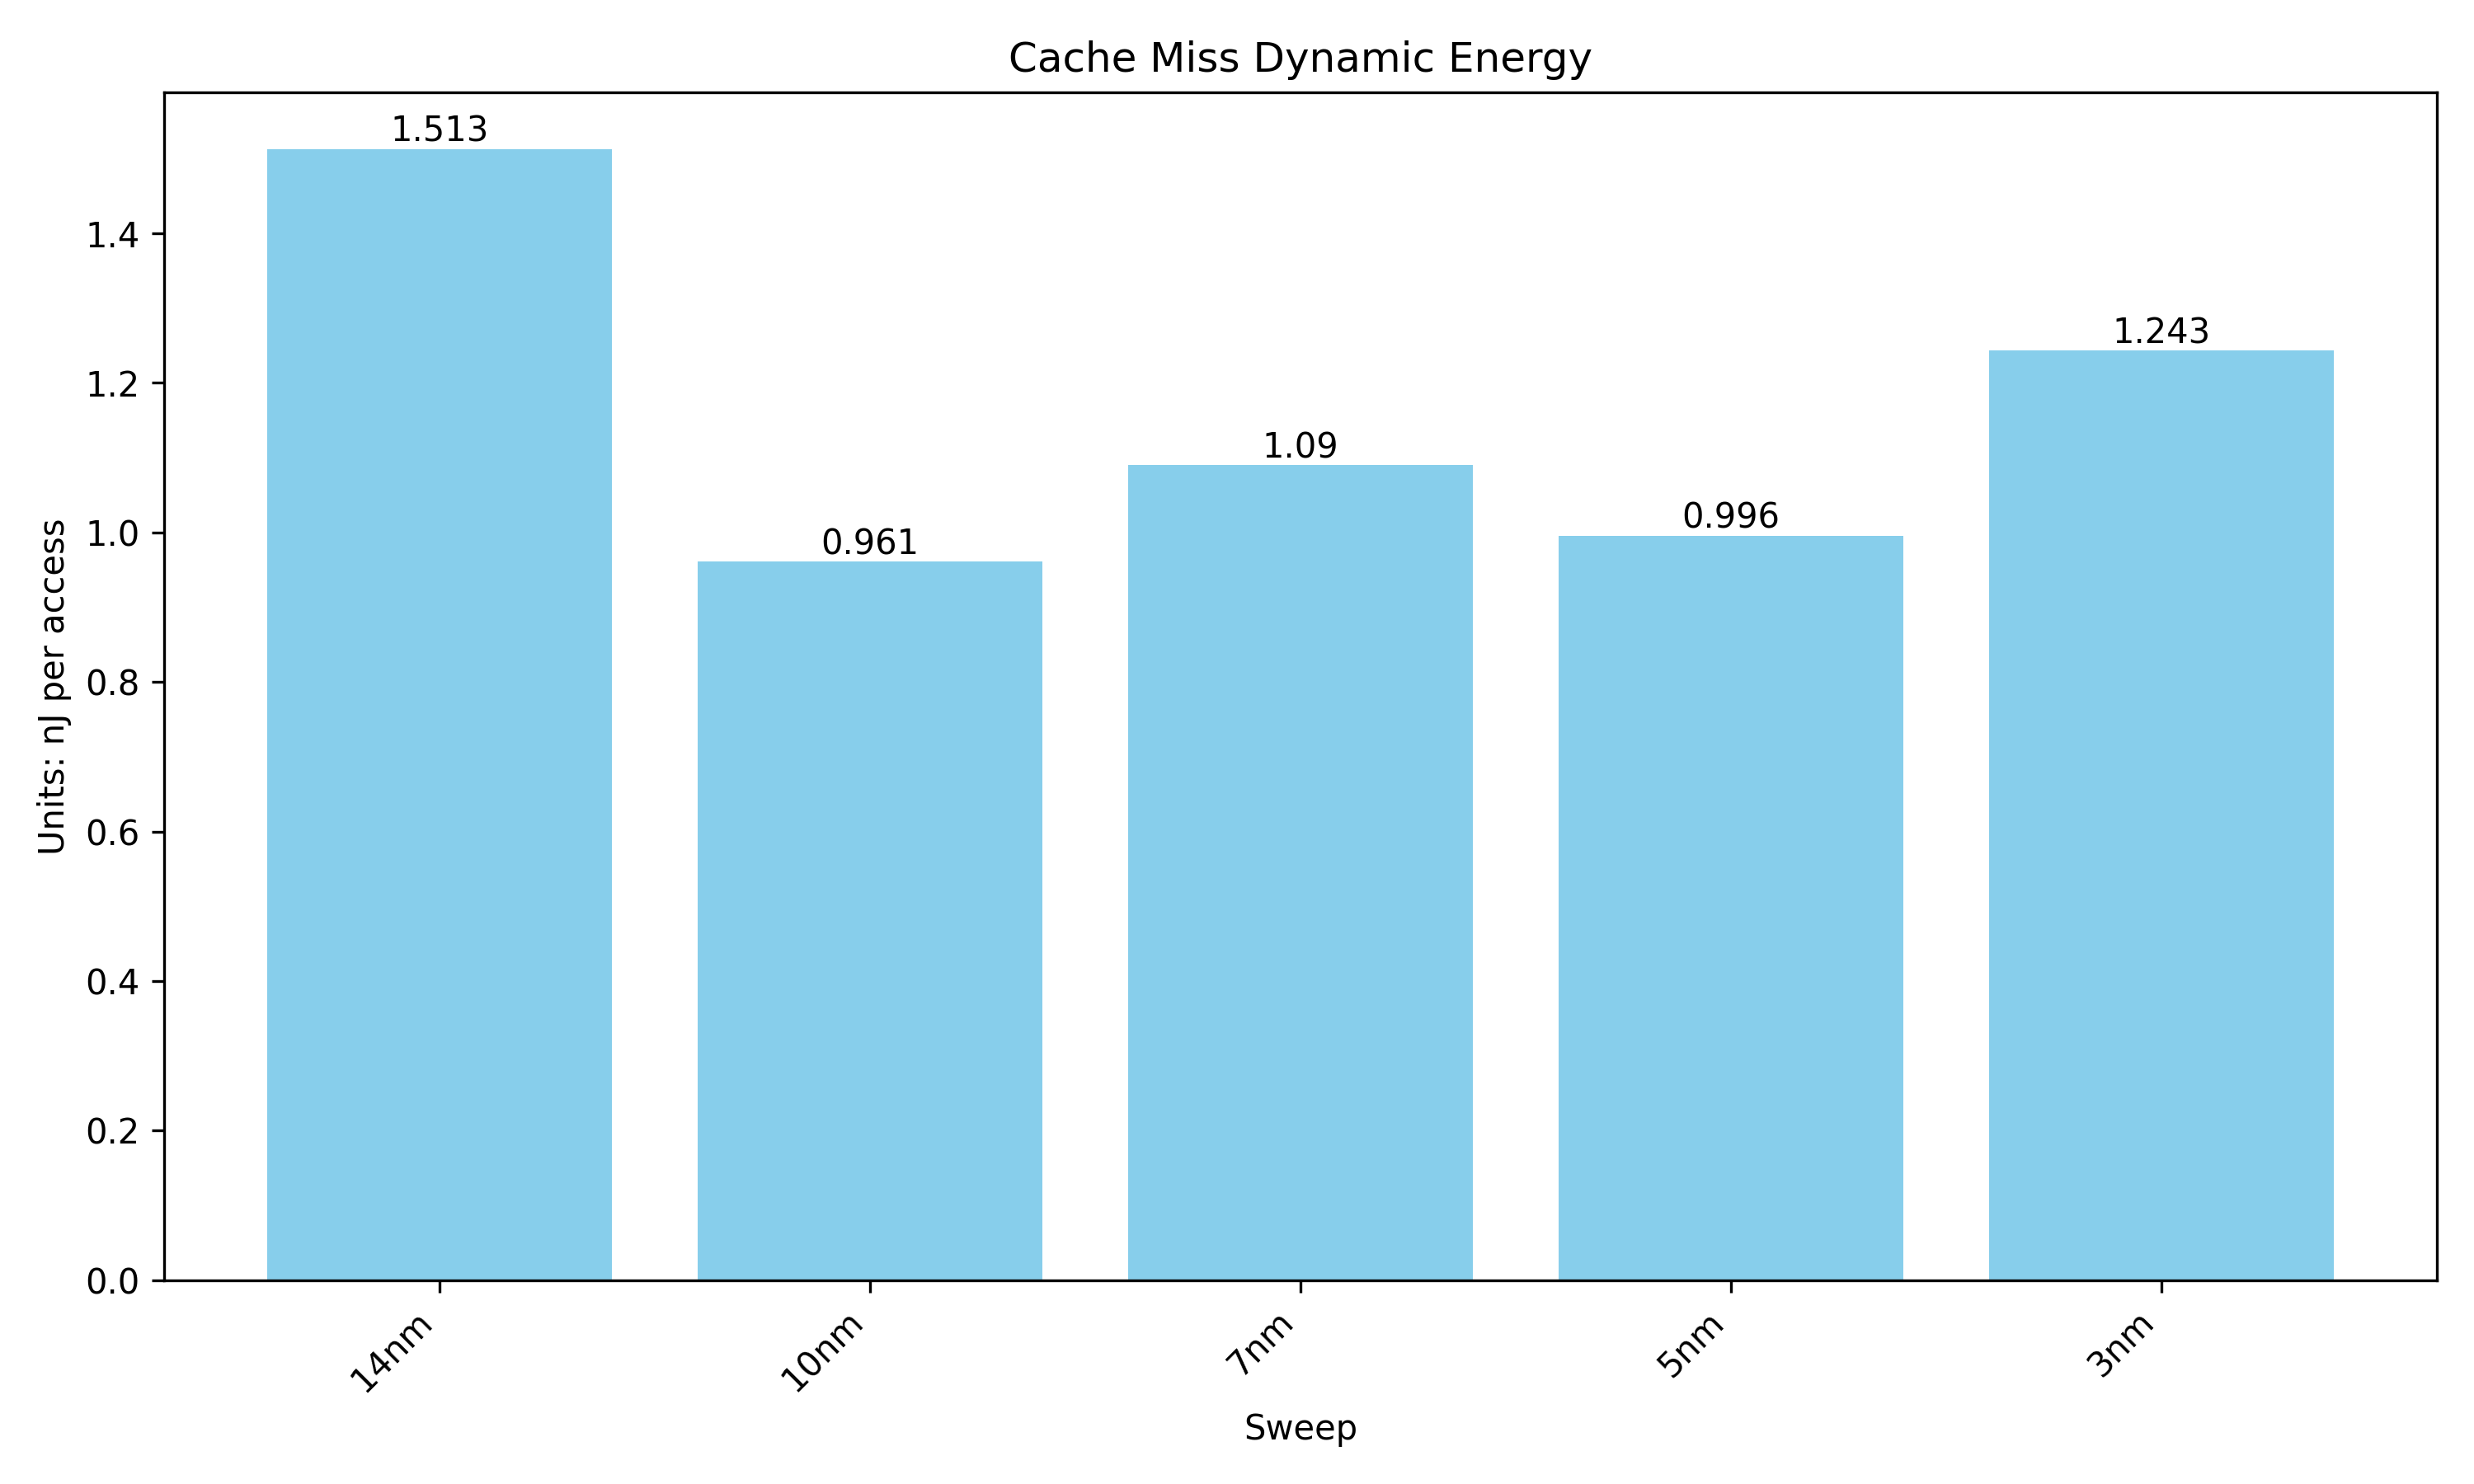 Cache Miss Dynamic Energy
1.513
0.961
1.09
0.996
1.243
Units: nJ per access
1.4
1.2
1.0
0.8
0.6
0.4
0.2
0.0
14nm
10nm
7nm
5nm
3nm
Sweep